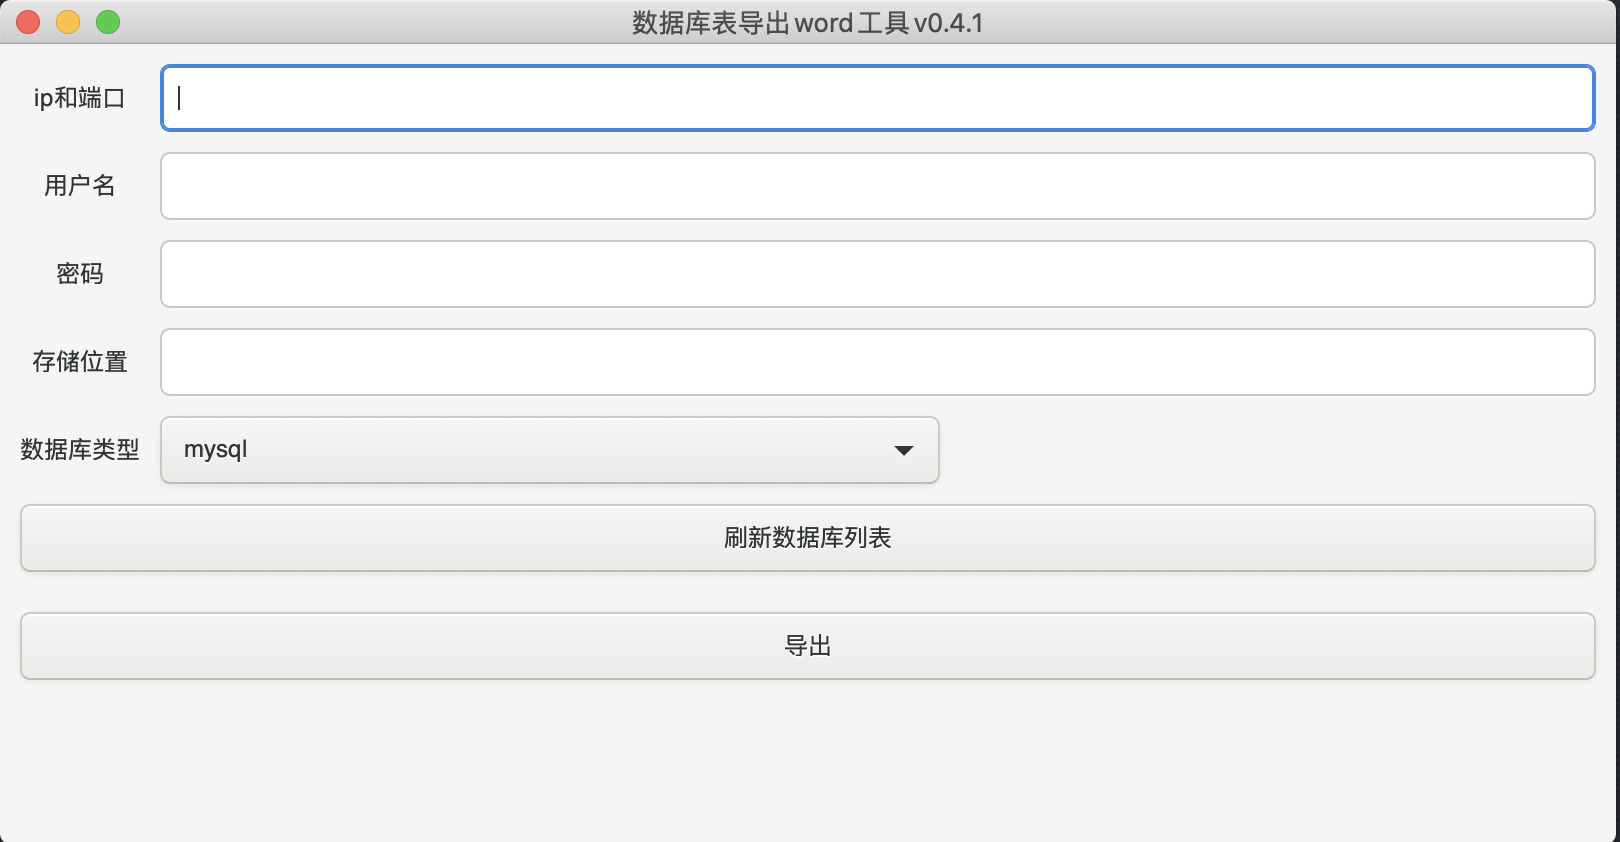 数据库表导出word工具v0.4.1
ip和端口
用户名
密码
存储位置
数据库类型 mysql
刷新数据库列表
导出